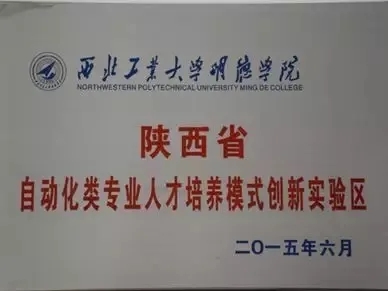 西北工业大学明德学院
NORTHWESTERN POLYTECHNICAL UNIVERSITY MING DE COLLEGE
陕西省
自动化类专业人才培养模式创新实验区
二〇一五年六月